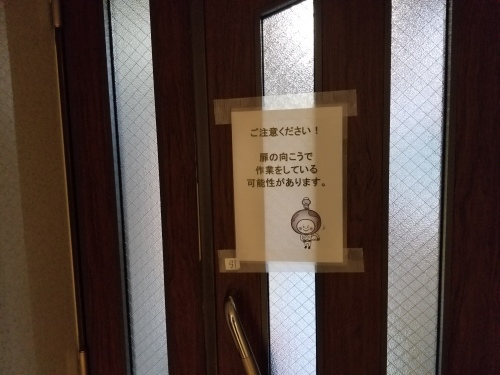 ご注意ください!
扉の向こうで
作業をしている
可能性があります。